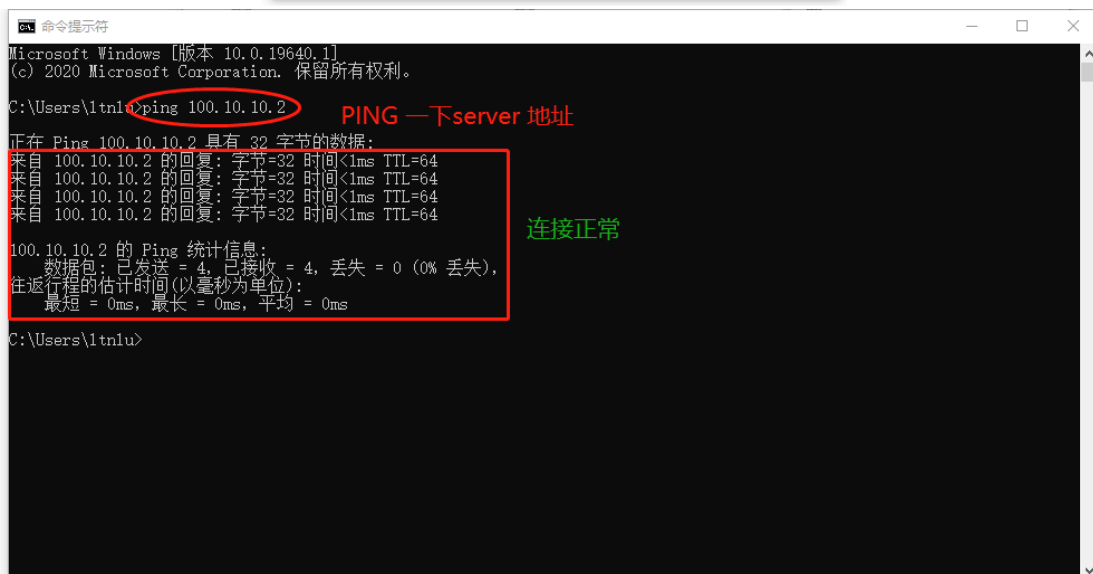 命令提示符
Microsoft Windows [版本 10.0.19640.1]
(c) 2020 Microsoft Corporation. 保留所有权利。
C:\Users\ltnlu>ping 100.10.10.2
PING 一下server 地址
正在 Ping 100.10.10.2 具有 32 字节的数据:
来自 100.10.10.2 的回复: 字节=32 时间<1ms TTL=64
来自 100.10.10.2 的回复: 字节=32 时间<1ms TTL=64
来自 100.10.10.2 的回复: 字节=32 时间<1ms TTL=64
来自 100.10.10.2 的回复: 字节=32 时间<1ms TTL=64
连接正常
100.10.10.2 的 Ping 统计信息:
数据包: 已发送 = 4, 已接收 = 4, 丢失 = 0 (0% 丢失),
往返行程的估计时间(以毫秒为单位):
最短 = 0ms, 最长 = 0ms, 平均 = 0ms
C:\Users\ltnlu>